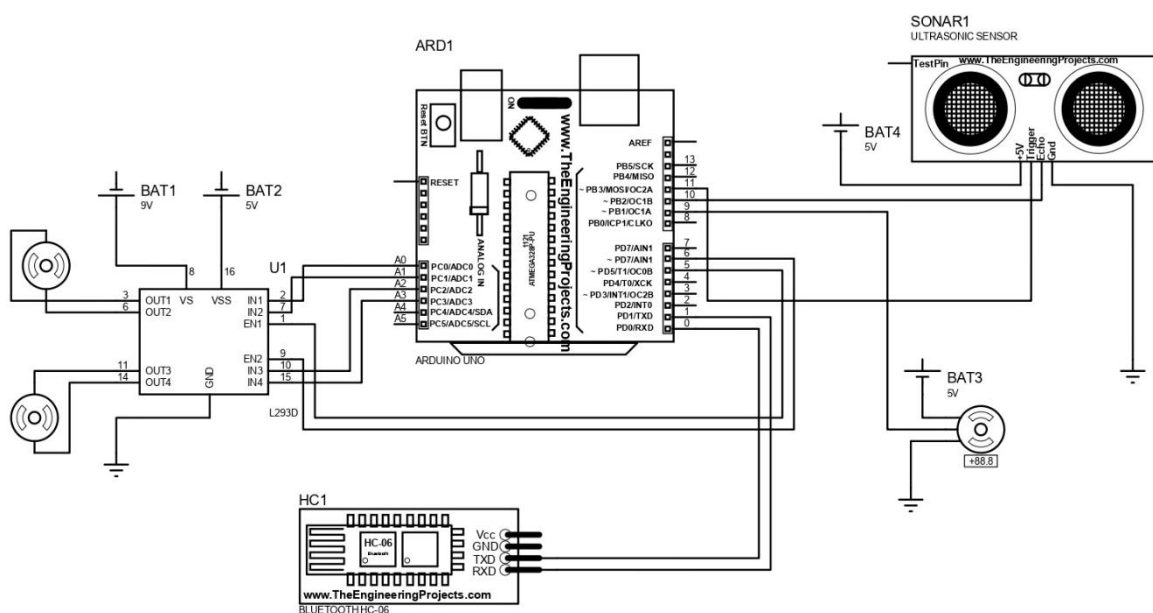 SONAR1
ULTRASONIC SENSOR
TestPin
www.TheEngineeringProjects.com
+5V
Trigger
Echo
Gnd
BAT4
5V
ARD1
Reset BTN
ON
www.TheEngineeringProjects.com
RESET
ANALOG IN
1121
ATMEGA328P-PU
AREF
PB5/SCK 13
PB4/MISO 12
~ PB3/MOSI/OC2A 11
~ PB2/OC1B 10
~ PB1/OC1A 9
PB0/ICP1/CLKO 8
PD7/AIN1 7
~ PD7/AIN1 6
~ PD5/T1/OC0B 5
PD4/T0/XCK 4
~ PD3/INT1/OC2B 3
PD2/INT0 2
PD1/TXD 1
PD0/RXD 0
A0 PC0/ADC0
A1 PC1/ADC1
A2 PC2/ADC2
A3 PC3/ADC3
A4 PC4/ADC4/SDA
A5 PC5/ADC5/SCL
ARDUINO UNO
BAT1
9V
BAT2
5V
U1
8 16
VS VSS
3 OUT1
6 OUT2
11 OUT3
14 OUT4
IN1 2
IN2 7
EN1 1
EN2 9
IN3 10
IN4 15
GND
L293D
BAT3
5V
+88.8
HC1
HC-06
Bluetooth
Vcc
GND
TXD
RXD
www.TheEngineeringProjects.com
BLUETOOTH HC-06